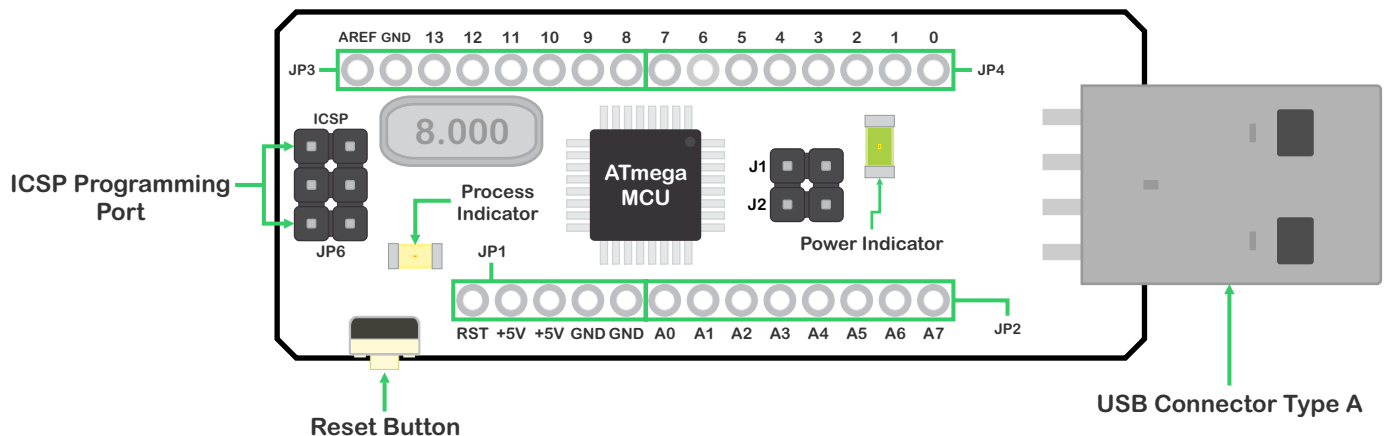 AREF GND 13 12 11 10 9 8 7 6 5 4 3 2 1 0
JP3
JP4
ICSP
8.000
ATmega
MCU
J1
J2
ICSP Programming
Port
Process
Indicator
Power Indicator
JP6
JP1
JP2
RST +5V +5V GND GND A0 A1 A2 A3 A4 A5 A6 A7
USB Connector Type A
Reset Button